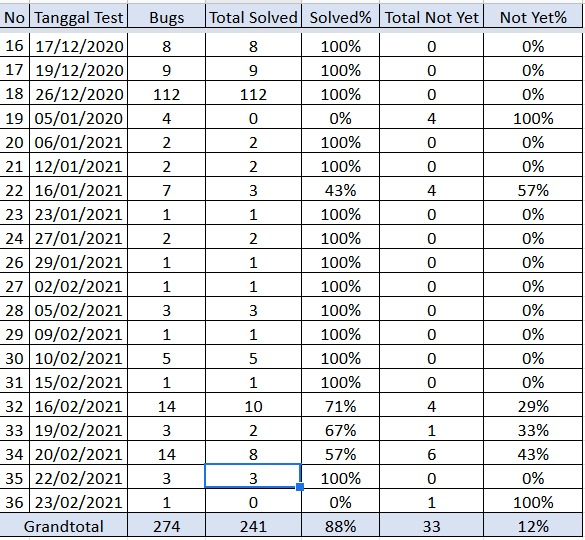 No Tanggal Test Bugs Total Solved Solved% Total Not Yet Not Yet%
16 17/12/2020 8 8 100% 0 0%
17 19/12/2020 9 9 100% 0 0%
18 26/12/2020 112 112 100% 0 0%
19 05/01/2020 4 0 0% 4 100%
20 06/01/2021 2 2 100% 0 0%
21 12/01/2021 2 2 100% 0 0%
22 16/01/2021 7 3 43% 4 57%
23 23/01/2021 1 1 100% 0 0%
24 27/01/2021 2 2 100% 0 0%
26 29/01/2021 1 1 100% 0 0%
27 02/02/2021 1 1 100% 0 0%
28 05/02/2021 3 3 100% 0 0%
29 09/02/2021 1 1 100% 0 0%
30 10/02/2021 5 5 100% 0 0%
31 15/02/2021 1 1 100% 0 0%
32 16/02/2021 14 10 71% 4 29%
33 19/02/2021 3 2 67% 1 33%
34 20/02/2021 14 8 57% 6 43%
35 22/02/2021 3 3 100% 0 0%
36 23/02/2021 1 0 0% 1 100%
Grandtotal 274 241 88% 33 12%